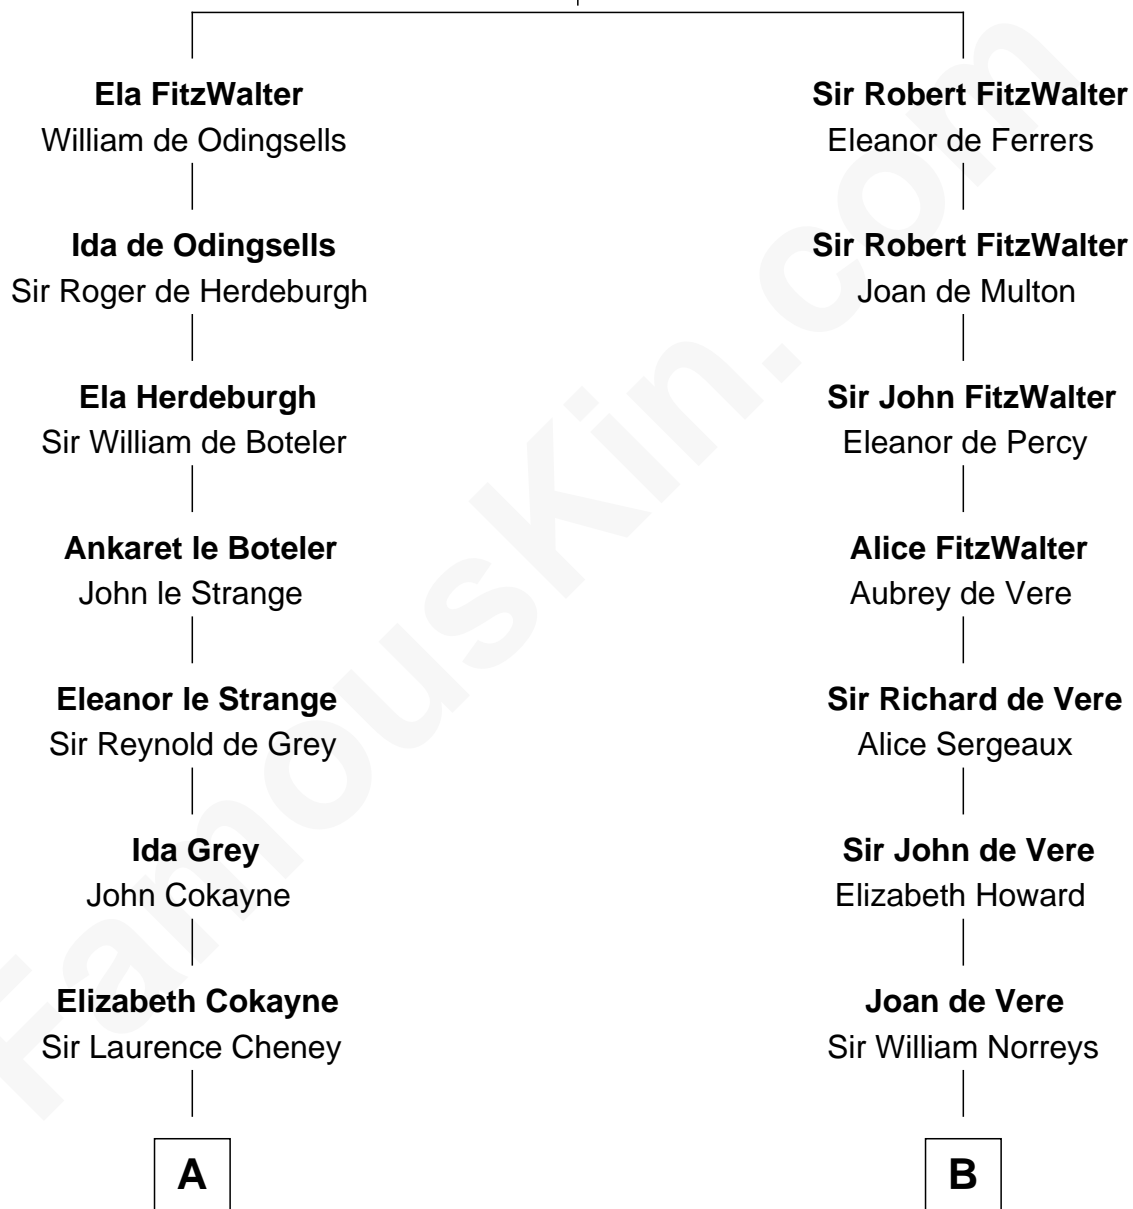 Ela FitzWalter
William de Odingsells
Ida de Odingsells
Sir Roger de Herdeburgh
Ela Herdeburgh
Sir William de Boteler
Ankaret le Boteler
John le Strange
Eleanor le Strange
Sir Reynold de Grey
Ida Grey
John Cokayne
Elizabeth Cokayne
Sir Laurence Cheney
A
Sir Robert FitzWalter
Eleanor de Ferrers
Sir Robert FitzWalter
Joan de Multon
Sir John FitzWalter
Eleanor de Percy
Alice FitzWalter
Aubrey de Vere
Sir Richard de Vere
Alice Sergeaux
Sir John de Vere
Elizabeth Howard
Joan de Vere
Sir William Norreys
B
FamousKin.com